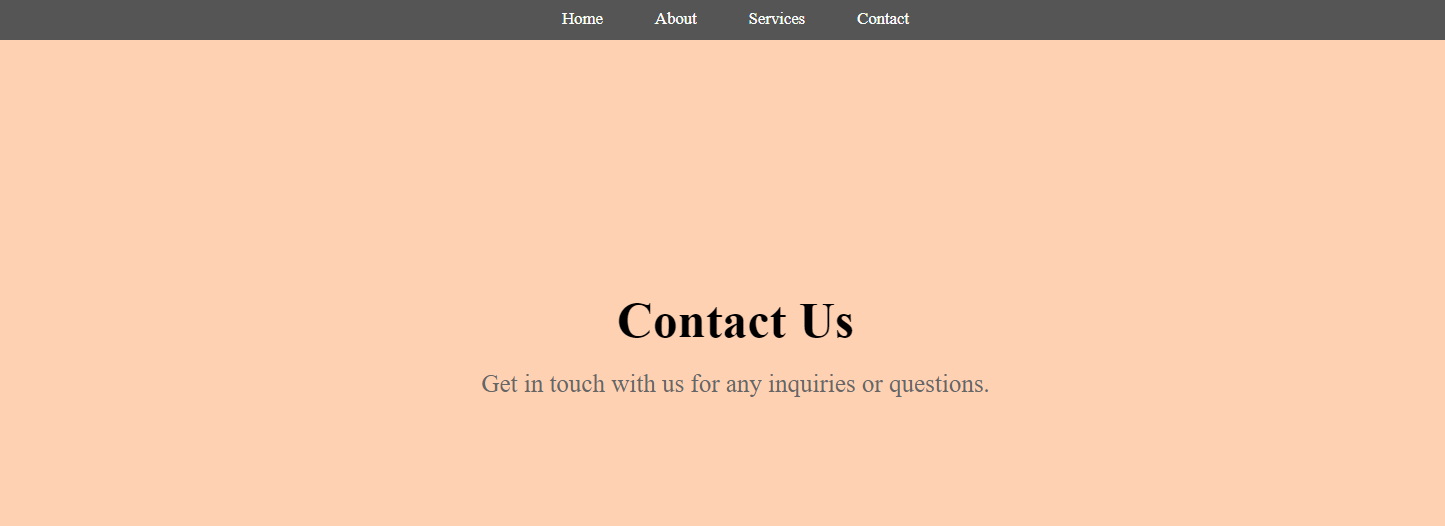 Home About Services Contact
Contact Us
Get in touch with us for any inquiries or questions.